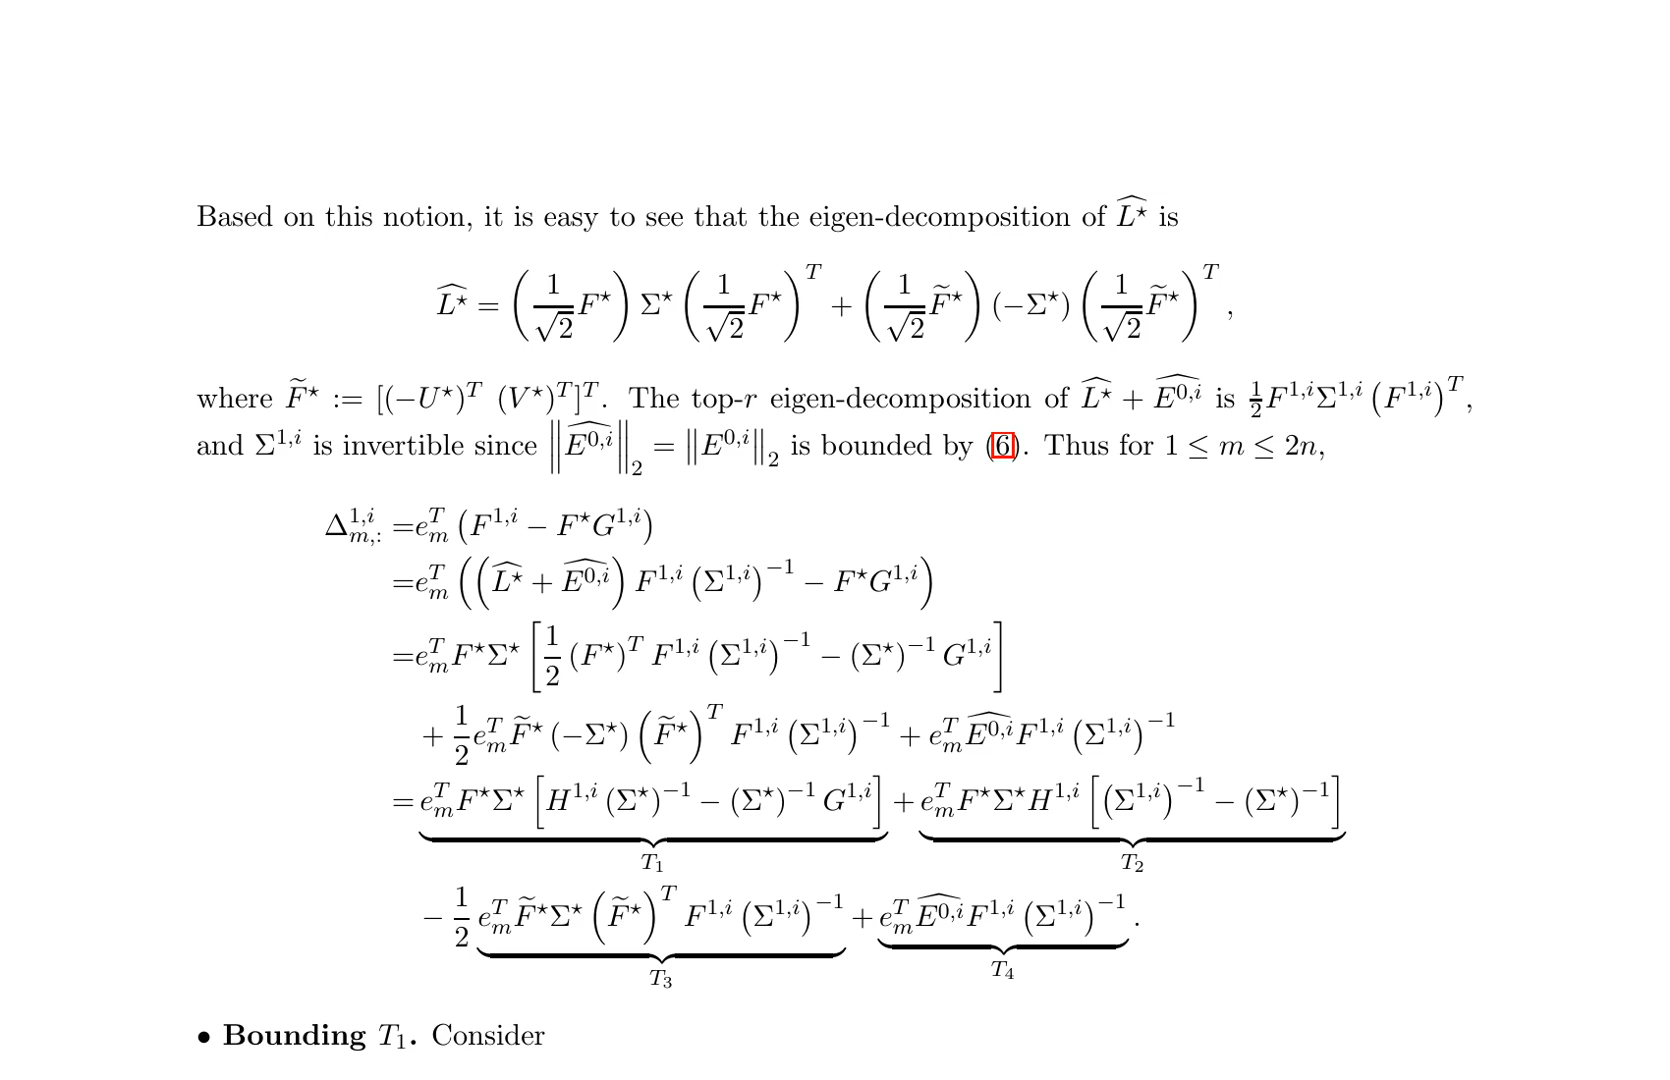 Based on this notion, it is easy to see that the eigen-decomposition of $\widehat{L^\star}$ is
$\widehat{L^\star} = \left(\frac{1}{\sqrt{2}} F^\star\right) \Sigma^\star \left(\frac{1}{\sqrt{2}} F^\star\right)^T + \left(\frac{1}{\sqrt{2}} \widetilde{F}^\star\right) (-\Sigma^\star) \left(\frac{1}{\sqrt{2}} \widetilde{F}^\star\right)^T,$
where $\widetilde{F}^\star := [(-U^\star)^T \ (V^\star)^T]^T$. The top-$r$ eigen-decomposition of $\widehat{L^\star} + \widehat{E^{0,i}}$ is $\frac{1}{2} F^{1,i} \Sigma^{1,i} \left(F^{1,i}\right)^T$,
and $\Sigma^{1,i}$ is invertible since $\left\|\widehat{E^{0,i}}\right\|_2 = \left\|E^{0,i}\right\|_2$ is bounded by (6). Thus for $1 \leq m \leq 2n$,
$\Delta^{1,i}_{m,:} = e_m^T \left(F^{1,i} - F^\star G^{1,i}\right)$
$= e_m^T \left(\left(\widehat{L^\star} + \widehat{E^{0,i}}\right) F^{1,i} \left(\Sigma^{1,i}\right)^{-1} - F^\star G^{1,i}\right)$
$= e_m^T F^\star \Sigma^\star \left[\frac{1}{2} (F^\star)^T F^{1,i} \left(\Sigma^{1,i}\right)^{-1} - (\Sigma^\star)^{-1} G^{1,i}\right]$
$+ \frac{1}{2} e_m^T \widetilde{F}^\star (-\Sigma^\star) \left(\widetilde{F}^\star\right)^T F^{1,i} \left(\Sigma^{1,i}\right)^{-1} + e_m^T \widehat{E^{0,i}} F^{1,i} \left(\Sigma^{1,i}\right)^{-1}$
$= \underbrace{e_m^T F^\star \Sigma^\star \left[H^{1,i} (\Sigma^\star)^{-1} - (\Sigma^\star)^{-1} G^{1,i}\right]}_{T_1} + \underbrace{e_m^T F^\star \Sigma^\star H^{1,i} \left[\left(\Sigma^{1,i}\right)^{-1} - (\Sigma^\star)^{-1}\right]}_{T_2}$
$- \frac{1}{2} \underbrace{e_m^T \widetilde{F}^\star \Sigma^\star \left(\widetilde{F}^\star\right)^T F^{1,i} \left(\Sigma^{1,i}\right)^{-1}}_{T_3} + \underbrace{e_m^T \widehat{E^{0,i}} F^{1,i} \left(\Sigma^{1,i}\right)^{-1}}_{T_4}.$
• Bounding $T_1$. Consider